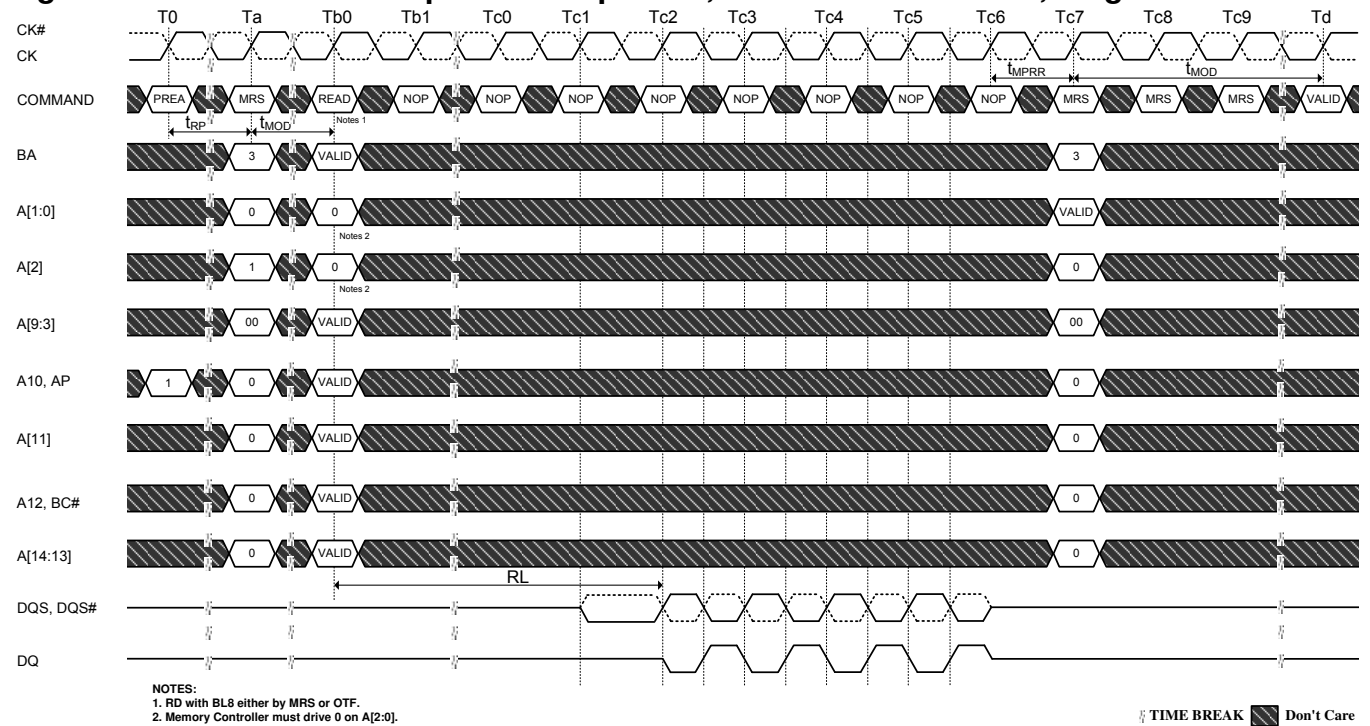 T0 Ta Tb0 Tb1 Tc0 Tc1 Tc2 Tc3 Tc4 Tc5 Tc6 Tc7 Tc8 Tc9 Td
CK#
CK
tMPRR tMOD
COMMAND PREA MRS READ NOP NOP NOP NOP NOP NOP NOP NOP MRS MRS MRS VALID
tRP tMOD Notes 1
BA 3 VALID 3
A[1:0] 0 0 VALID
Notes 2
A[2] 1 0 0
Notes 2
A[9:3] 00 VALID 00
A10, AP 1 0 VALID 0
A[11] 0 VALID 0
A12, BC# 0 VALID 0
A[14:13] 0 VALID 0
RL
DQS, DQS#
DQ
NOTES:
1. RD with BL8 either by MRS or OTF.
2. Memory Controller must drive 0 on A[2:0].
TIME BREAK Don't Care